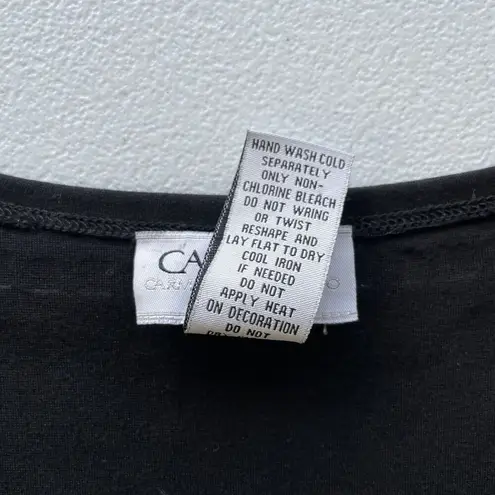 HAND WASH COLD
SEPARATELY
ONLY NON-
CHLORINE BLEACH
DO NOT WRING
OR TWIST
RESHAPE AND
LAY FLAT TO DRY
COOL IRON
IF NEEDED
DO NOT
APPLY HEAT
ON DECORATION
DO NOT
CA
CARM
O